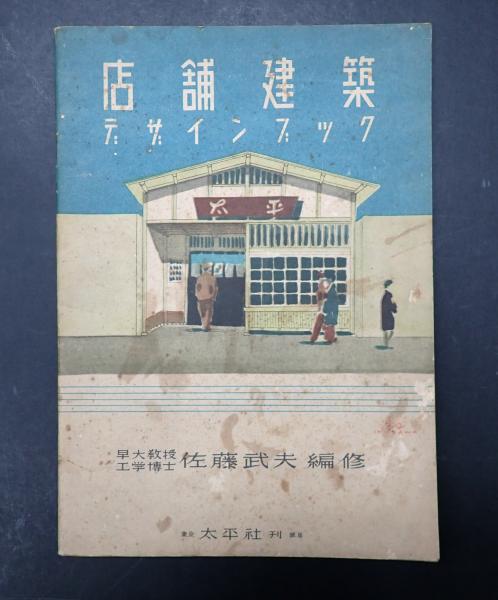 店舗建築
デザインブック
太平
早大教授
工学博士 佐藤武夫 編修
東京 太平社刊